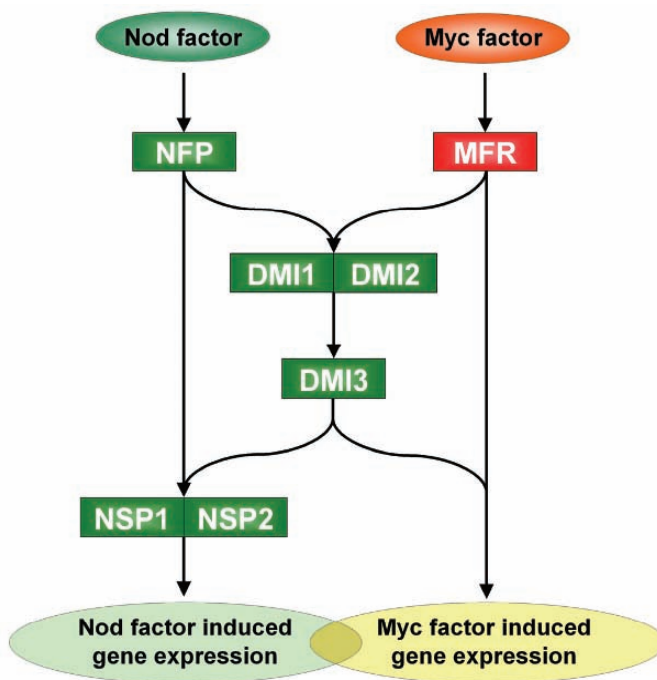 Nod factor
Myc factor
NFP
MFR
DMI1
DMI2
DMI3
NSP1
NSP2
Nod factor induced
gene expression
Myc factor induced
gene expression